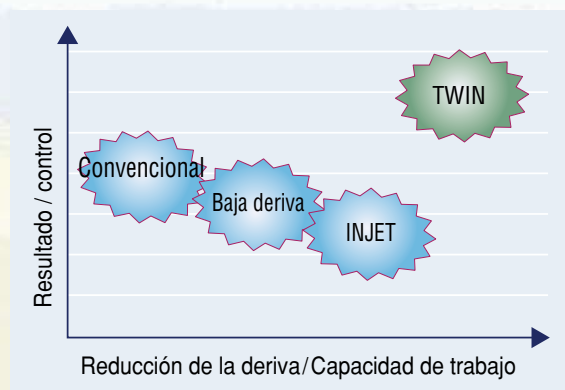 Resultado / control
TWIN
Convencional
Baja deriva
INJET
Reducción de la deriva/Capacidad de trabajo